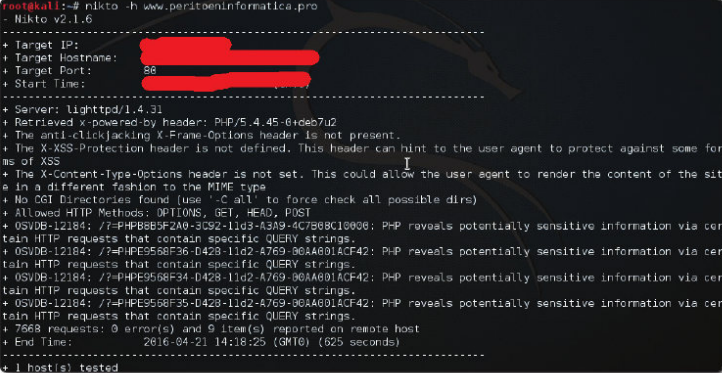 root@kali:~# nikto -h www.peritoeninformatica.pro
- Nikto v2.1.6
---------------------------------------------------------------------------
+ Target IP:
+ Target Hostname:
+ Target Port: 80
+ Start Time:
---------------------------------------------------------------------------
+ Server: lighttpd/1.4.31
+ Retrieved x-powered-by header: PHP/5.4.45-0+deb7u2
+ The anti-clickjacking X-Frame-Options header is not present.
+ The X-XSS-Protection header is not defined. This header can hint to the user agent to protect against some for
ms of XSS
+ The X-Content-Type-Options header is not set. This could allow the user agent to render the content of the sit
e in a different fashion to the MIME type
+ No CGI Directories found (use '-C all' to force check all possible dirs)
+ Allowed HTTP Methods: OPTIONS, GET, HEAD, POST
+ OSVDB-12184: /?=PHPB8B5F2A0-3C92-11d3-A3A9-4C7B08C10000: PHP reveals potentially sensitive information via cer
tain HTTP requests that contain specific QUERY strings.
+ OSVDB-12184: /?=PHPE9568F36-D428-11d2-A769-00AA001ACF42: PHP reveals potentially sensitive information via cer
tain HTTP requests that contain specific QUERY strings.
+ OSVDB-12184: /?=PHPE9568F34-D428-11d2-A769-00AA001ACF42: PHP reveals potentially sensitive information via cer
tain HTTP requests that contain specific QUERY strings.
+ OSVDB-12184: /?=PHPE9568F35-D428-11d2-A769-00AA001ACF42: PHP reveals potentially sensitive information via cer
tain HTTP requests that contain specific QUERY strings.
+ 7668 requests: 0 error(s) and 9 item(s) reported on remote host
+ End Time: 2016-04-21 14:18:25 (GMT0) (625 seconds)
---------------------------------------------------------------------------
+ 1 host(s) tested